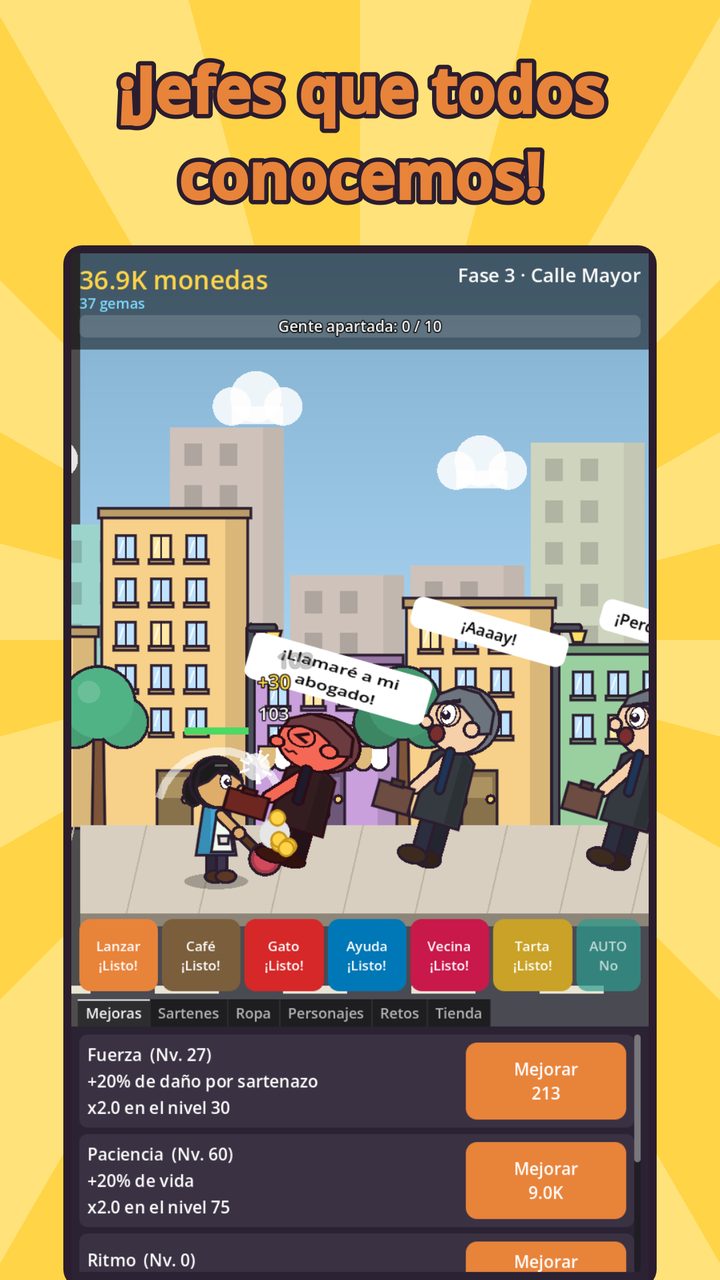 ¡Jefes que todos
conocemos!
36.9K monedas
Fase 3 · Calle Mayor
37 gemas
Gente apartada: 0 / 10
¡Aaaay!
¡Llamaré a mi
abogado!
+30
103
Lanzar
¡Listo!
Café
¡Listo!
Gato
¡Listo!
Ayuda
¡Listo!
Vecina
¡Listo!
Tarta
¡Listo!
AUTO
No
Mejoras
Sartenes
Ropa
Personajes
Retos
Tienda
Fuerza (Nv. 27)
+20% de daño por sartenazo
x2.0 en el nivel 30
Mejorar
213
Paciencia (Nv. 60)
+20% de vida
x2.0 en el nivel 75
Mejorar
9.0K
Ritmo (Nv. 0)
Mejorar